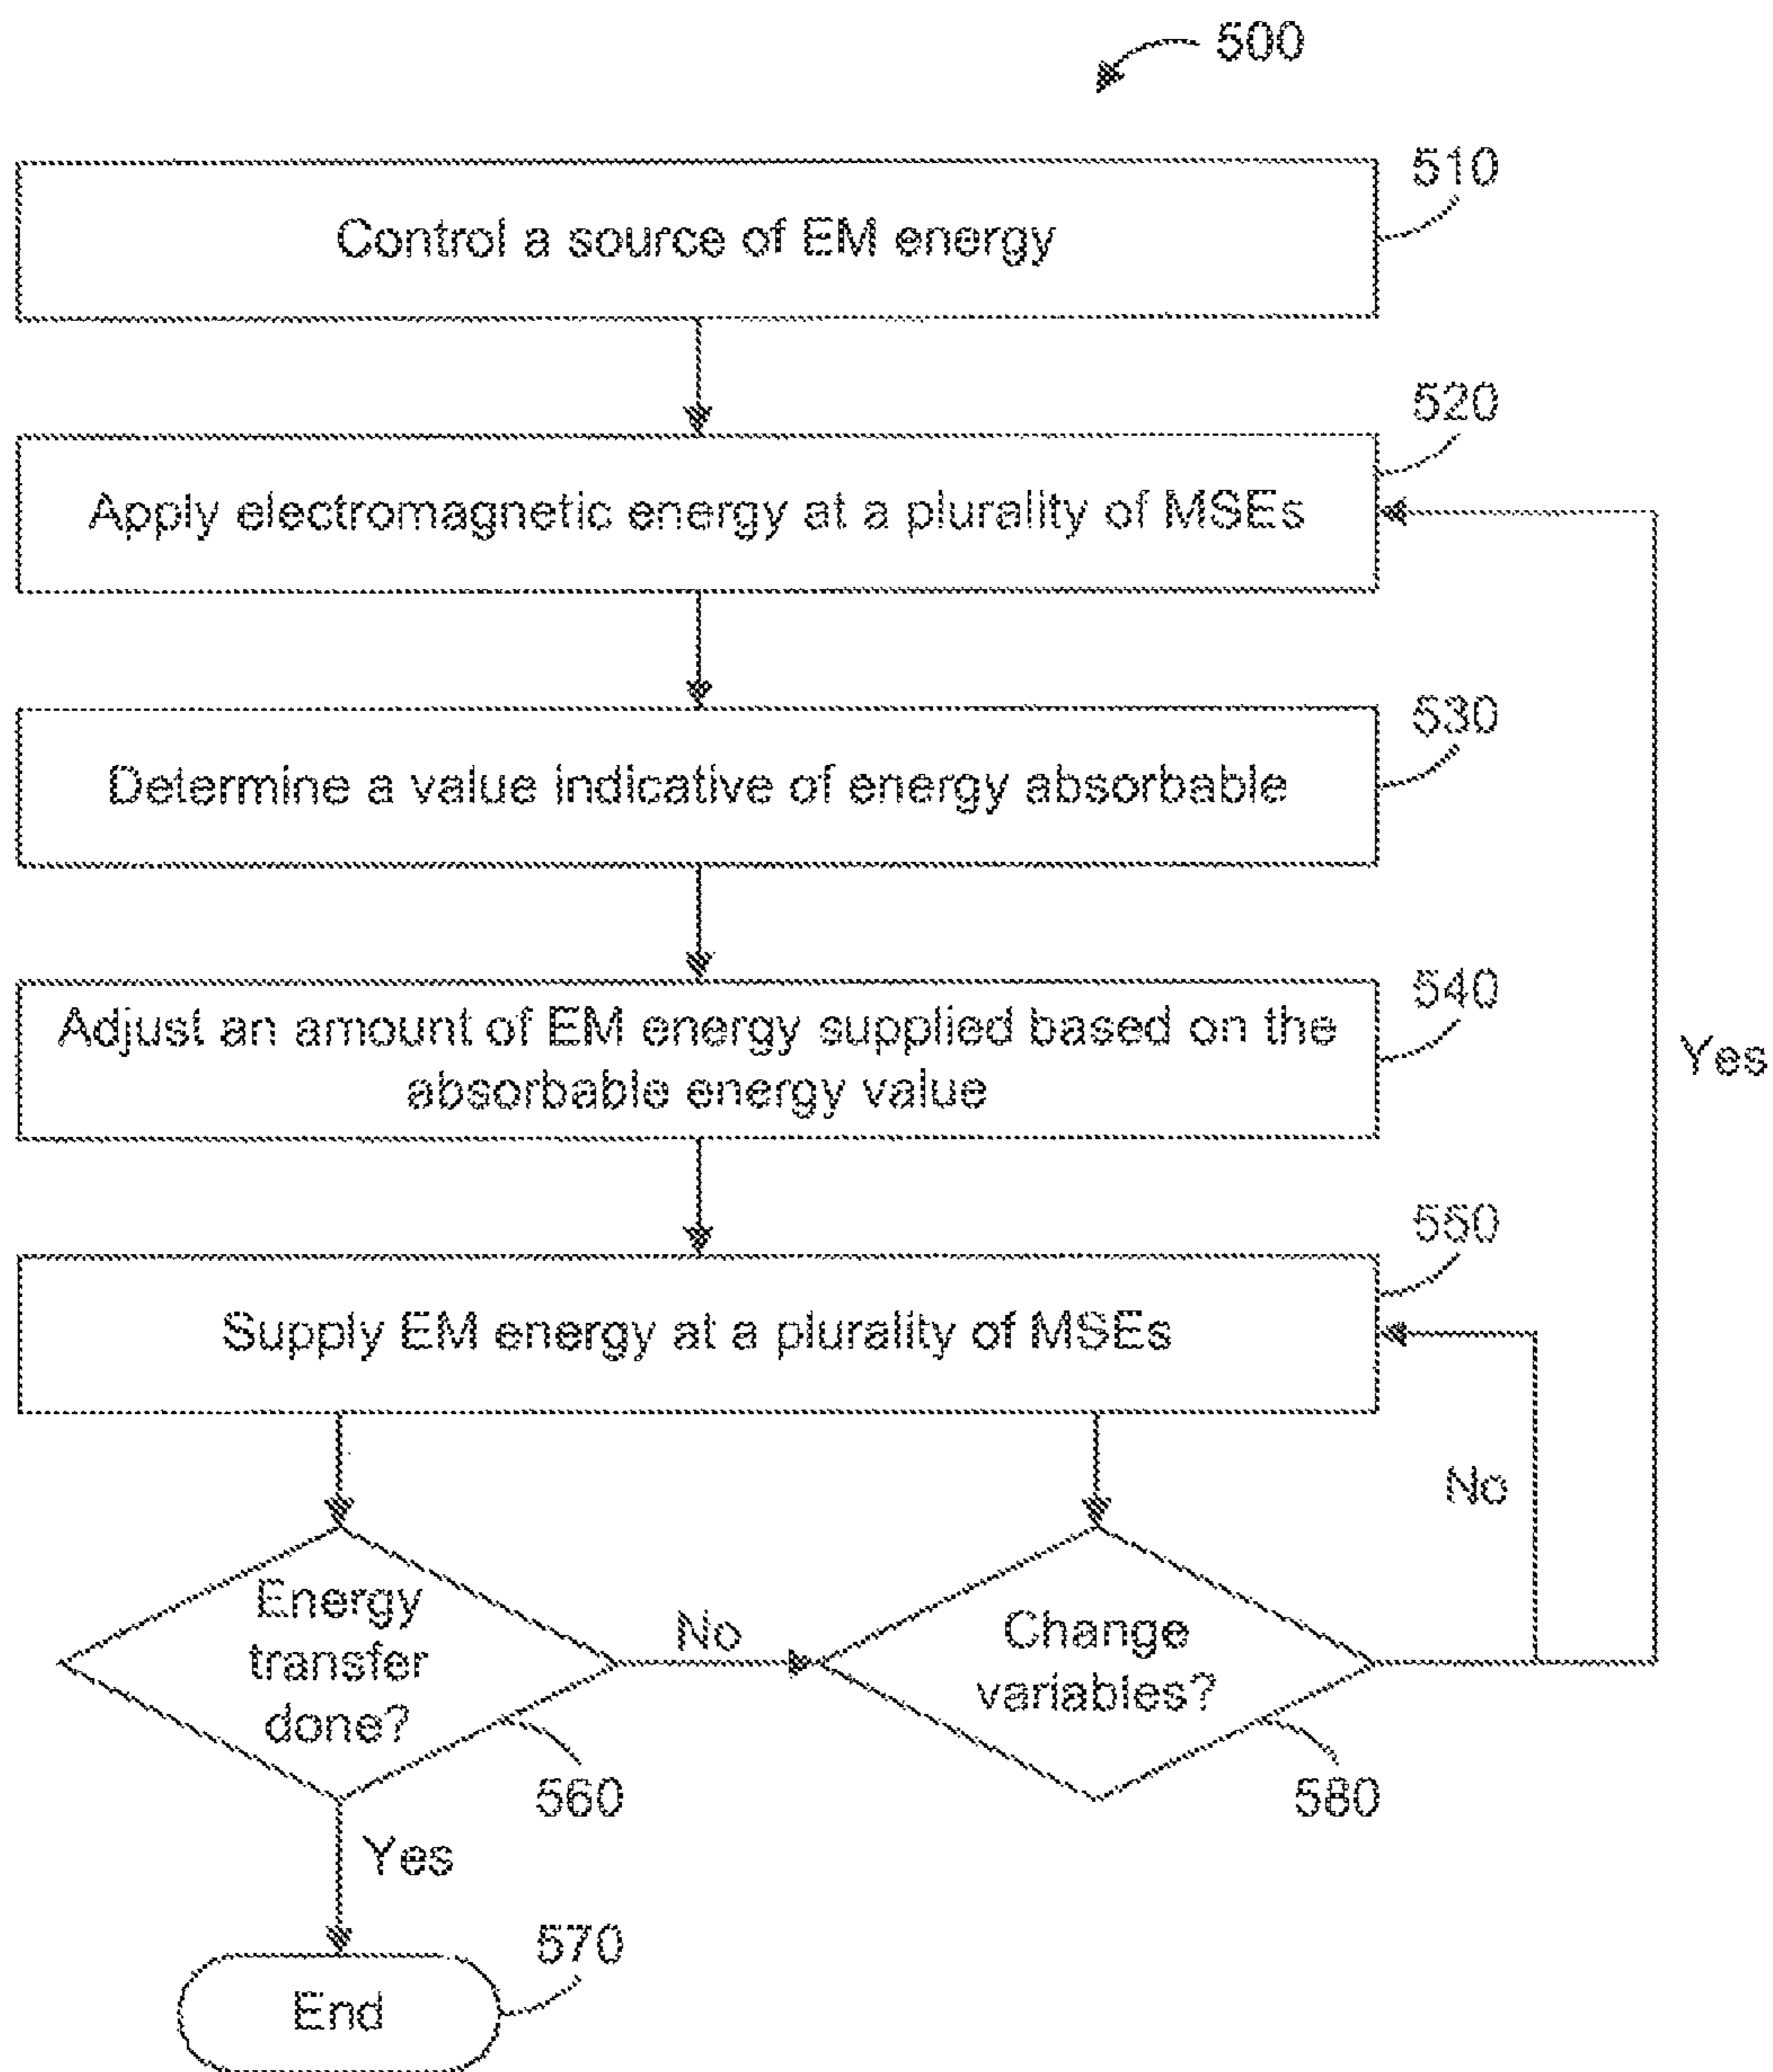 500
510
Control a source of EM energy
520
Apply electromagnetic energy at a plurality of MSEs
530
Determine a value indicative of energy absorbable
540
Adjust an amount of EM energy supplied based on the
absorbable energy value
Yes
550
Supply EM energy at a plurality of MSEs
No
Energy
transfer
done?
No
Change
variables?
560
580
Yes
570
End